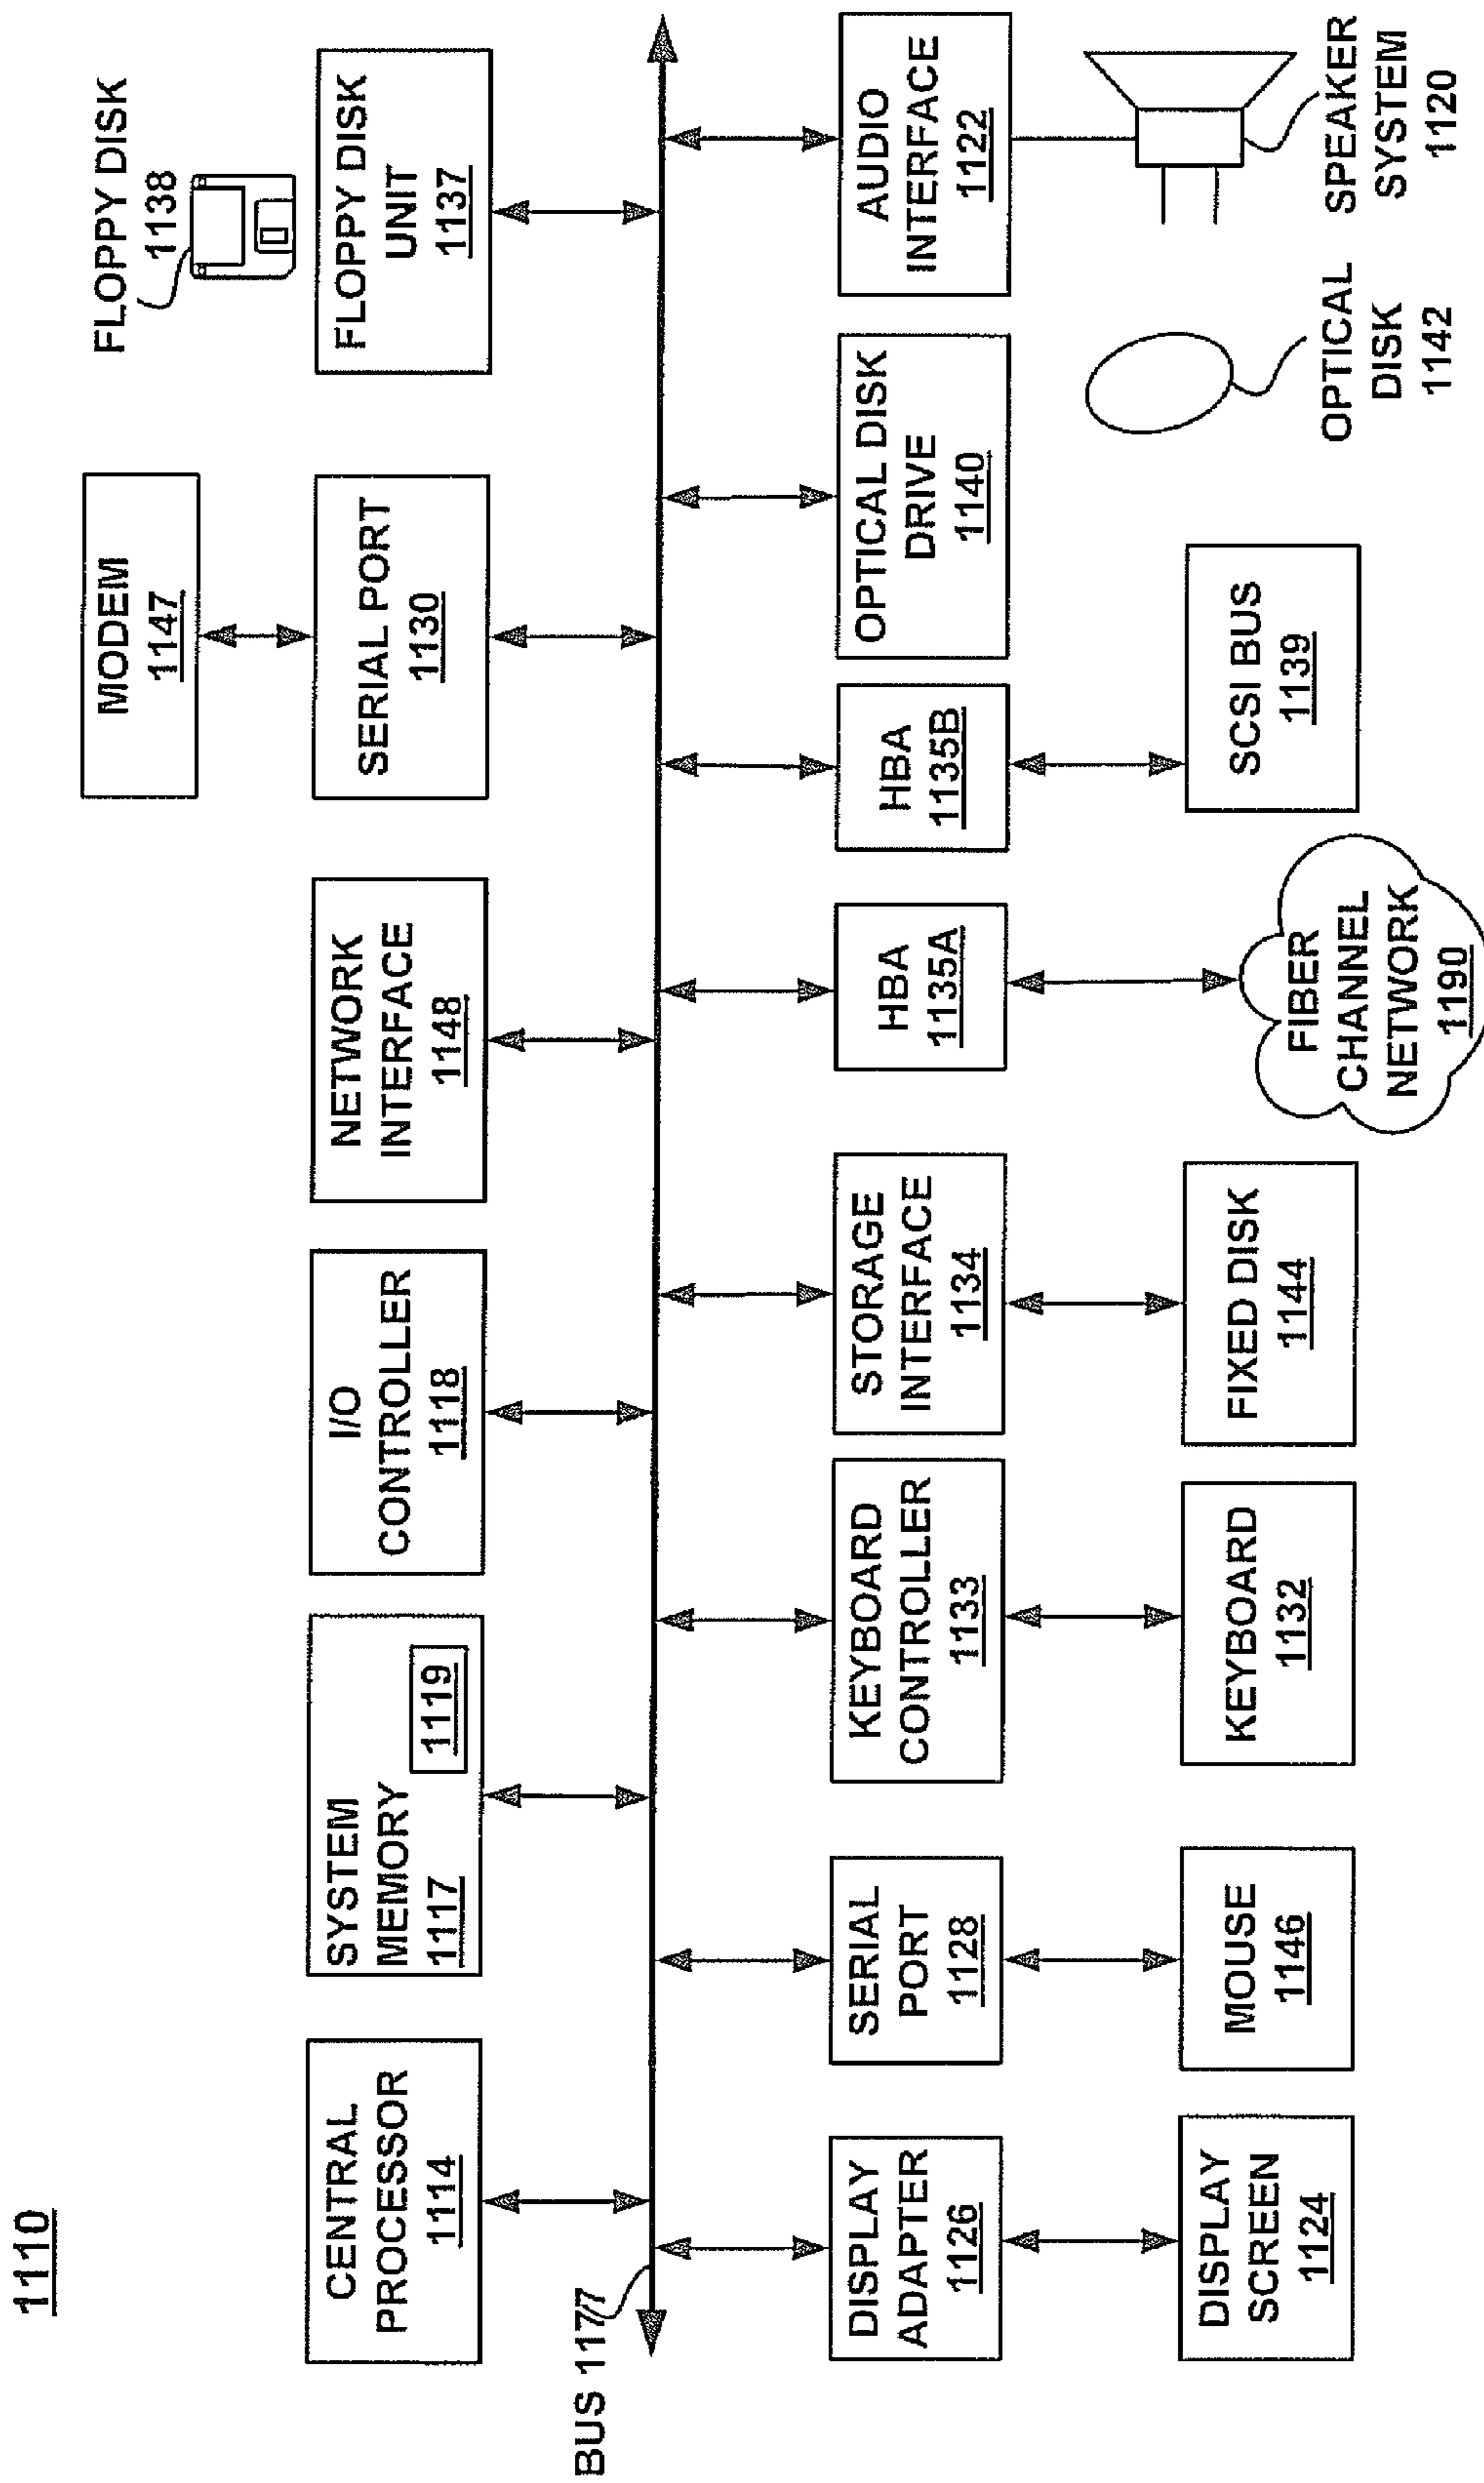 1110
FLOPPY DISK
1138
MODEM
1147
CENTRAL
PROCESSOR
1114
SYSTEM
MEMORY
1117
1119
I/O
CONTROLLER
1118
NETWORK
INTERFACE
1148
SERIAL PORT
1130
FLOPPY DISK
UNIT
1137
BUS 1177
DISPLAY
ADAPTER
1126
SERIAL
PORT
1128
KEYBOARD
CONTROLLER
1133
STORAGE
INTERFACE
1134
HBA
1135A
HBA
1135B
OPTICAL DISK
DRIVE
1140
AUDIO
INTERFACE
1122
DISPLAY
SCREEN
1124
MOUSE
1146
KEYBOARD
1132
FIXED DISK
1144
FIBER
CHANNEL
NETWORK
1190
SCSI BUS
1139
OPTICAL
DISK
1142
SPEAKER
SYSTEM
1120